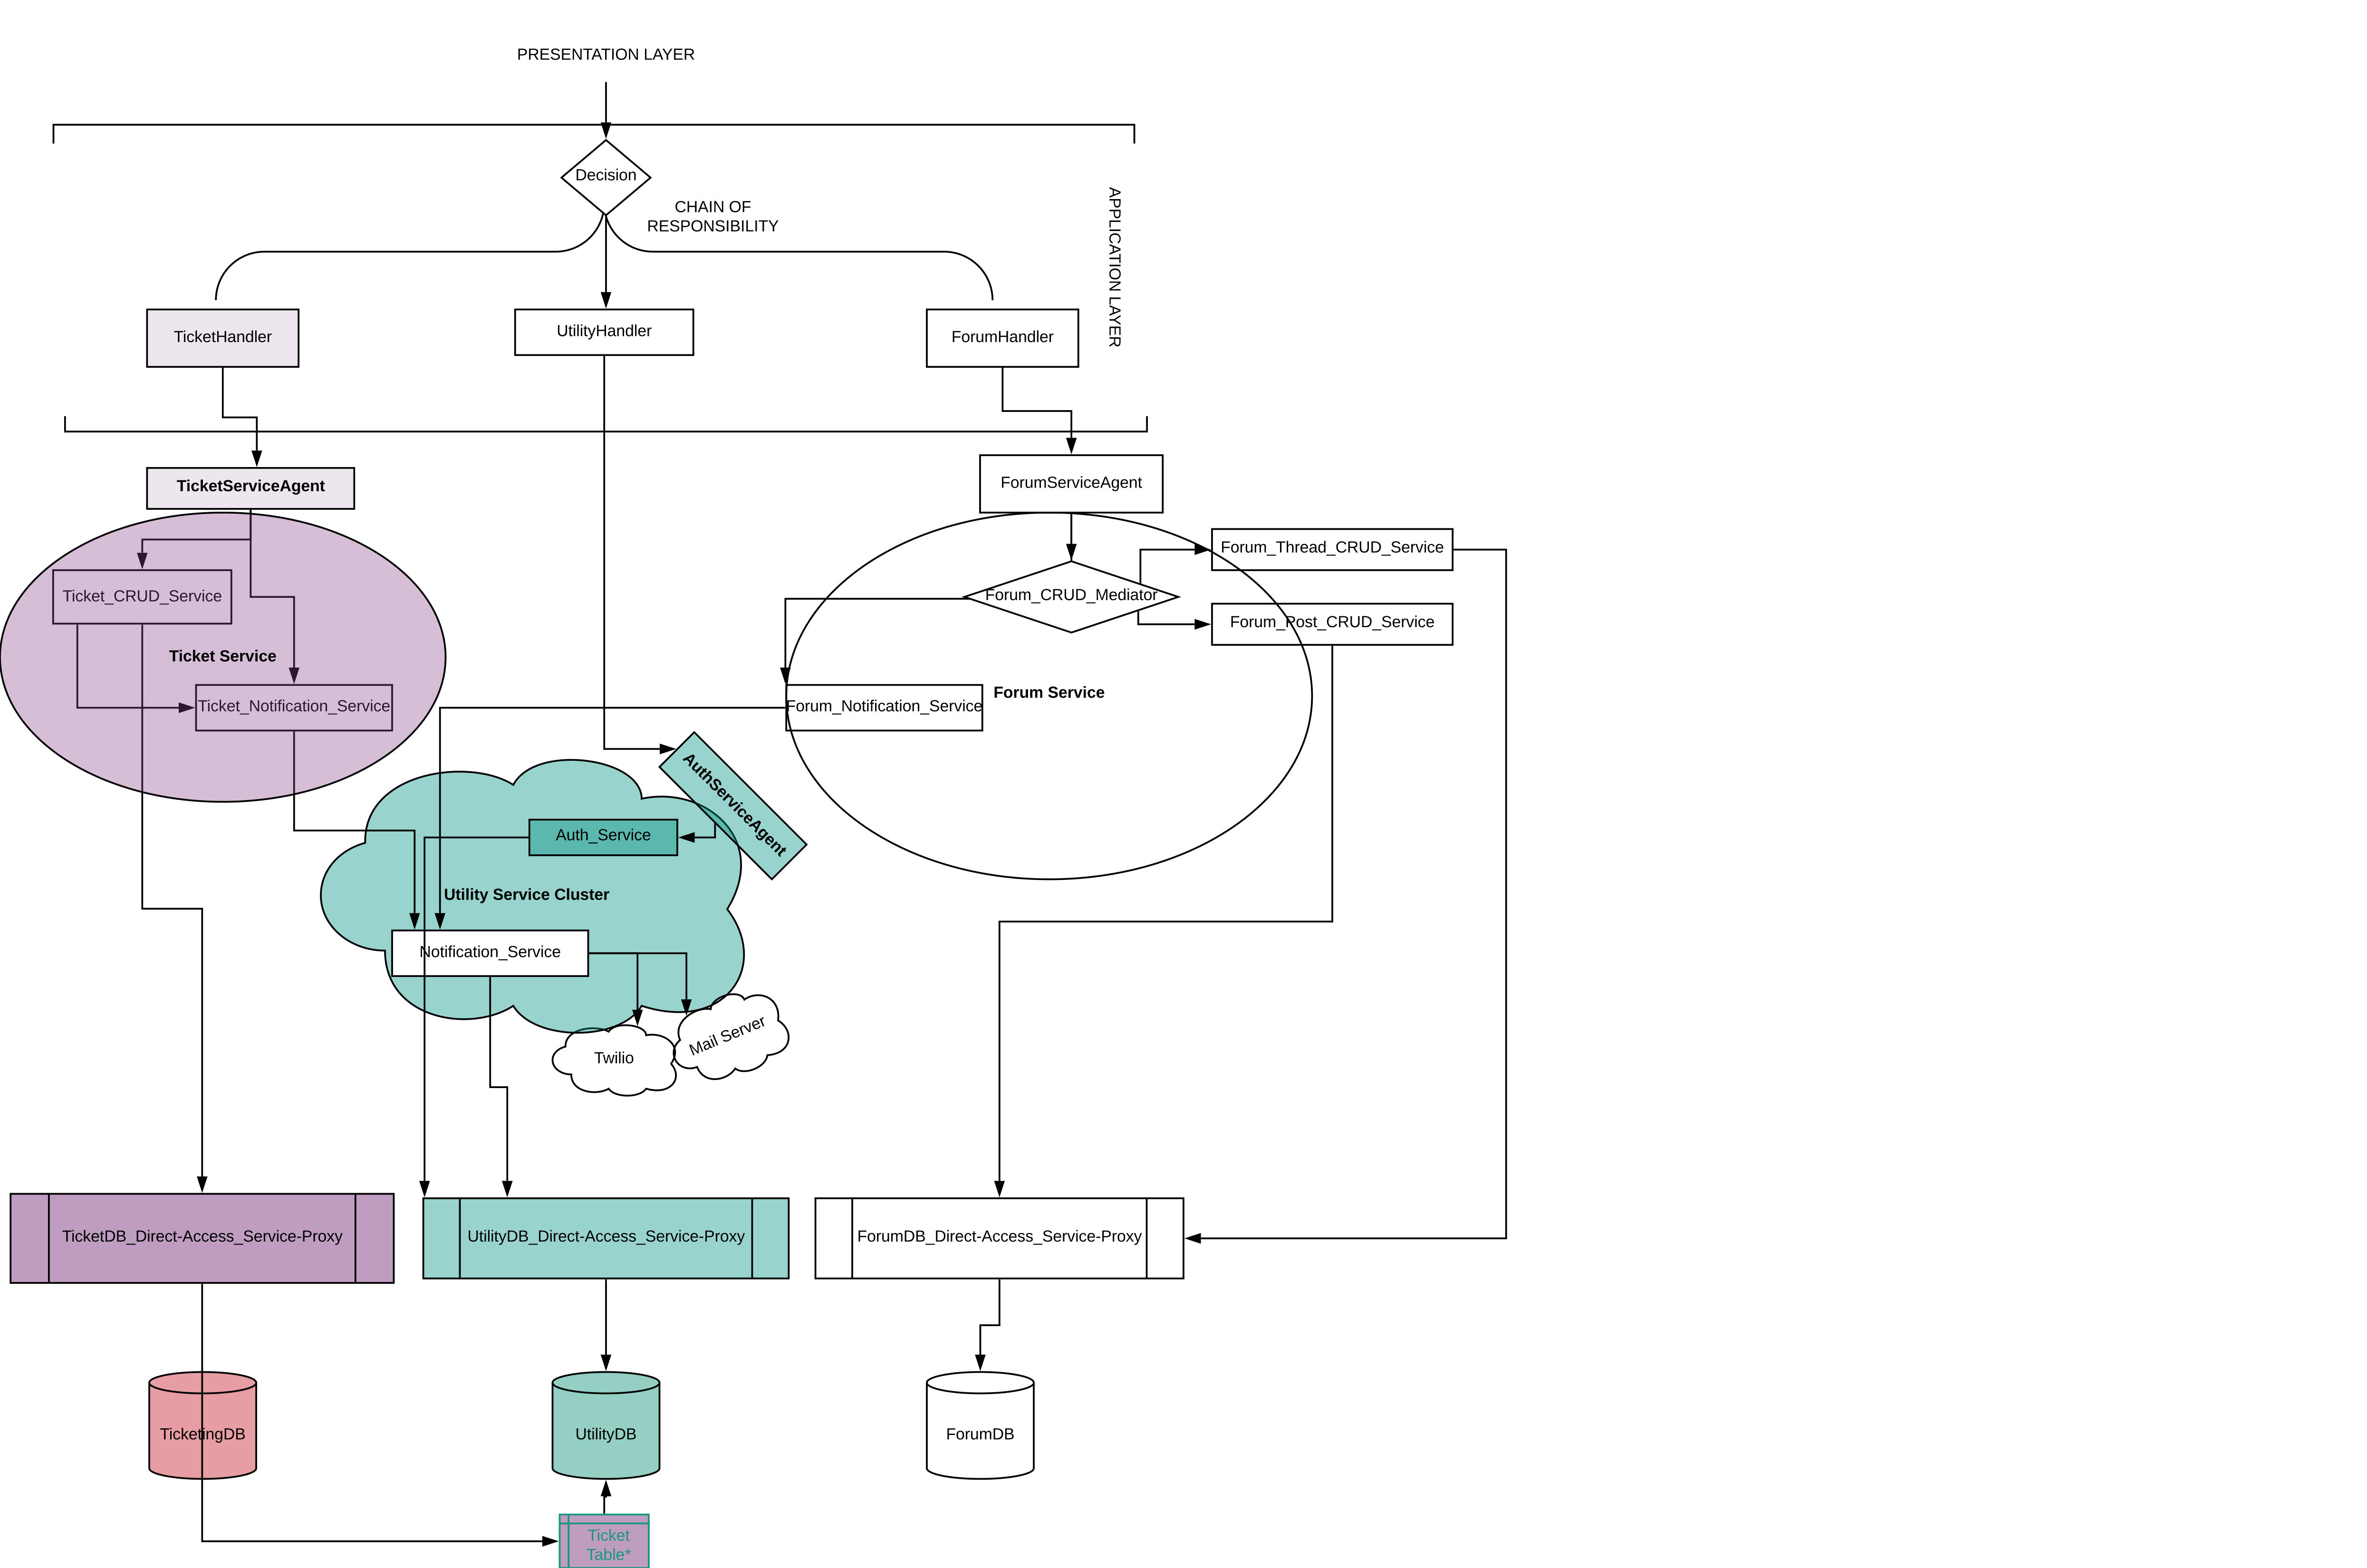 PRESENTATION LAYER
Decision
CHAIN OF
RESPONSIBILITY
APPLICATION LAYER
TicketHandler
UtilityHandler
ForumHandler
TicketServiceAgent
ForumServiceAgent
Forum_Thread_CRUD_Service
Ticket_CRUD_Service
Forum_CRUD_Mediator
Forum_Post_CRUD_Service
Ticket Service
Forum Service
Ticket_Notification_Service
Forum_Notification_Service
AuthServiceAgent
Auth_Service
Utility Service Cluster
Notification_Service
Twilio
Mail Server
TicketDB_Direct-Access_Service-Proxy
UtilityDB_Direct-Access_Service-Proxy
ForumDB_Direct-Access_Service-Proxy
TicketingDB
UtilityDB
ForumDB
Ticket
Table*